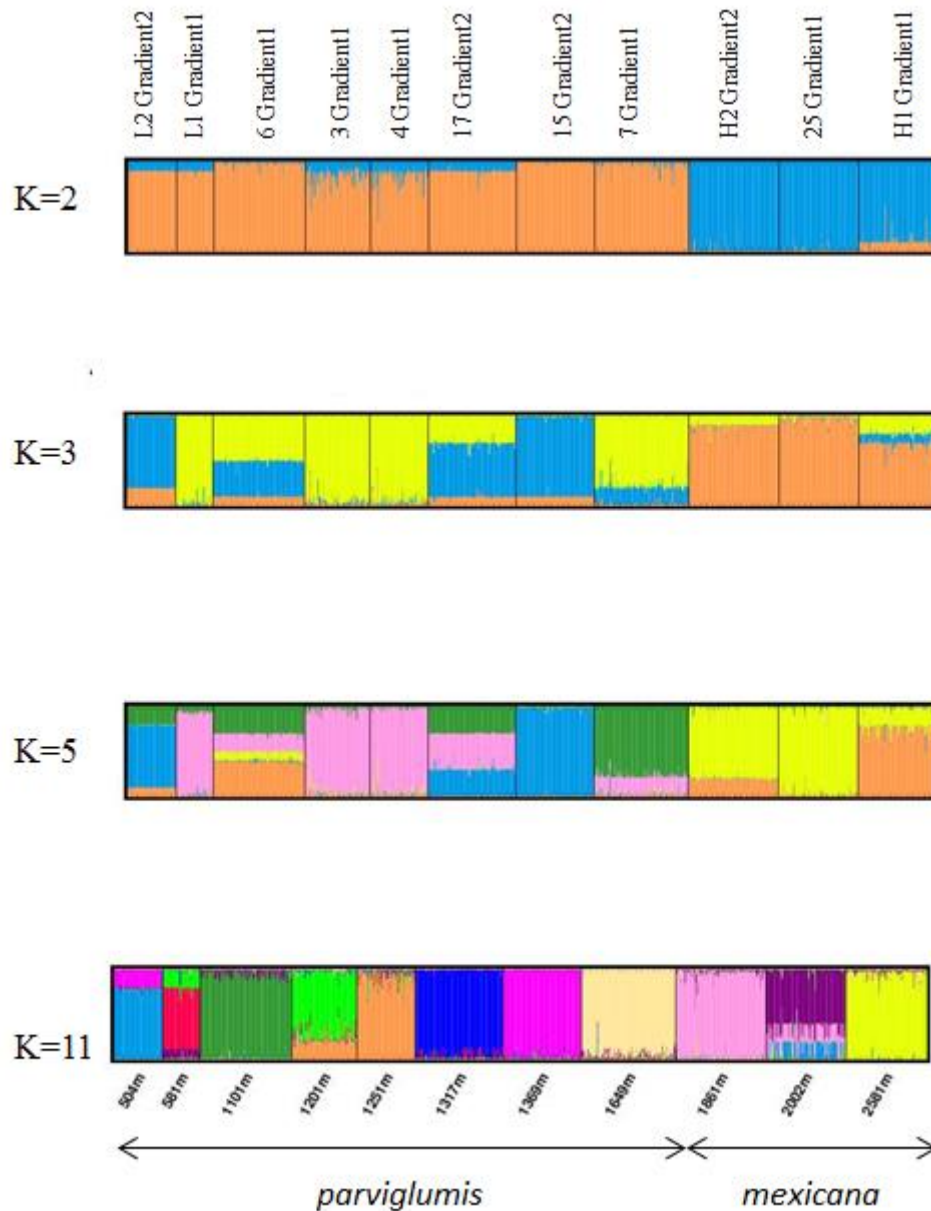 L2 Gradient2
L1 Gradient1
6 Gradient1
3 Gradient1
4 Gradient1
17 Gradient2
15 Gradient2
7 Gradient1
H2 Gradient2
25 Gradient1
H1 Gradient1
K=2
K=3
K=5
K=11
504m
581m
1101m
1201m
1251m
1317m
1369m
1649m
1861m
2002m
2581m
parviglumis
mexicana